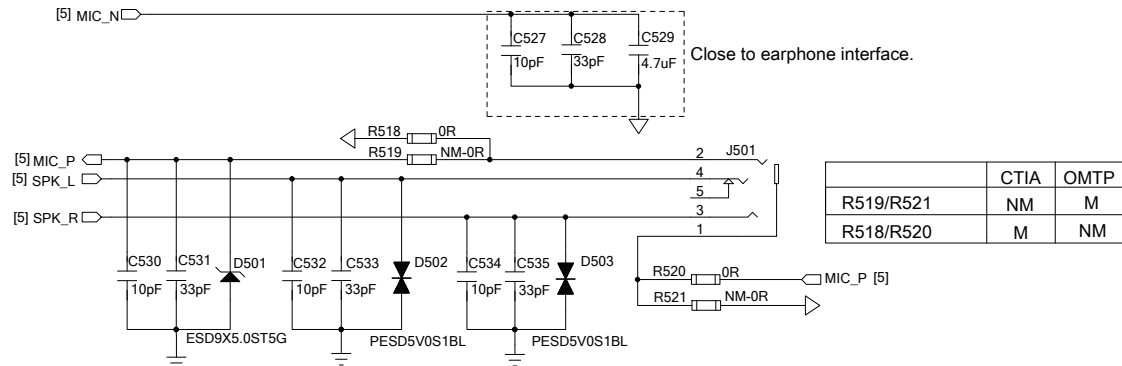 [5] MIC_N
C527
10pF
C528
33pF
C529
4.7uF
Close to earphone interface.
R518 0R
R519 NM-0R
[5] MIC_P
[5] SPK_L
[5] SPK_R
2
4
5
3
1
J501
CTIA OMTP
R519/R521 NM M
R518/R520 M NM
C530
10pF
C531
33pF
D501
ESD9X5.0ST5G
C532
10pF
C533
33pF
D502
PESD5V0S1BL
C534
10pF
C535
33pF
D503
PESD5V0S1BL
R520 0R
MIC_P [5]
R521 NM-0R